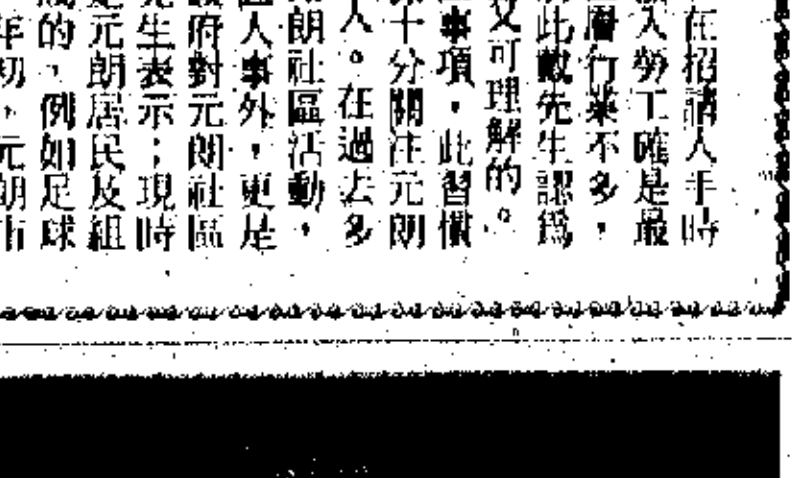 在招請人手時
入勞工確是最
層行業不多，
此戴先生認爲
又可理解的。
事項，此習慣
十分關注元朗
人。在過去多
朗社區活動，
人事外，更是
府對元朗社區
生表示；現時
元朗居民及組
的，例如足球
年初，元朗市